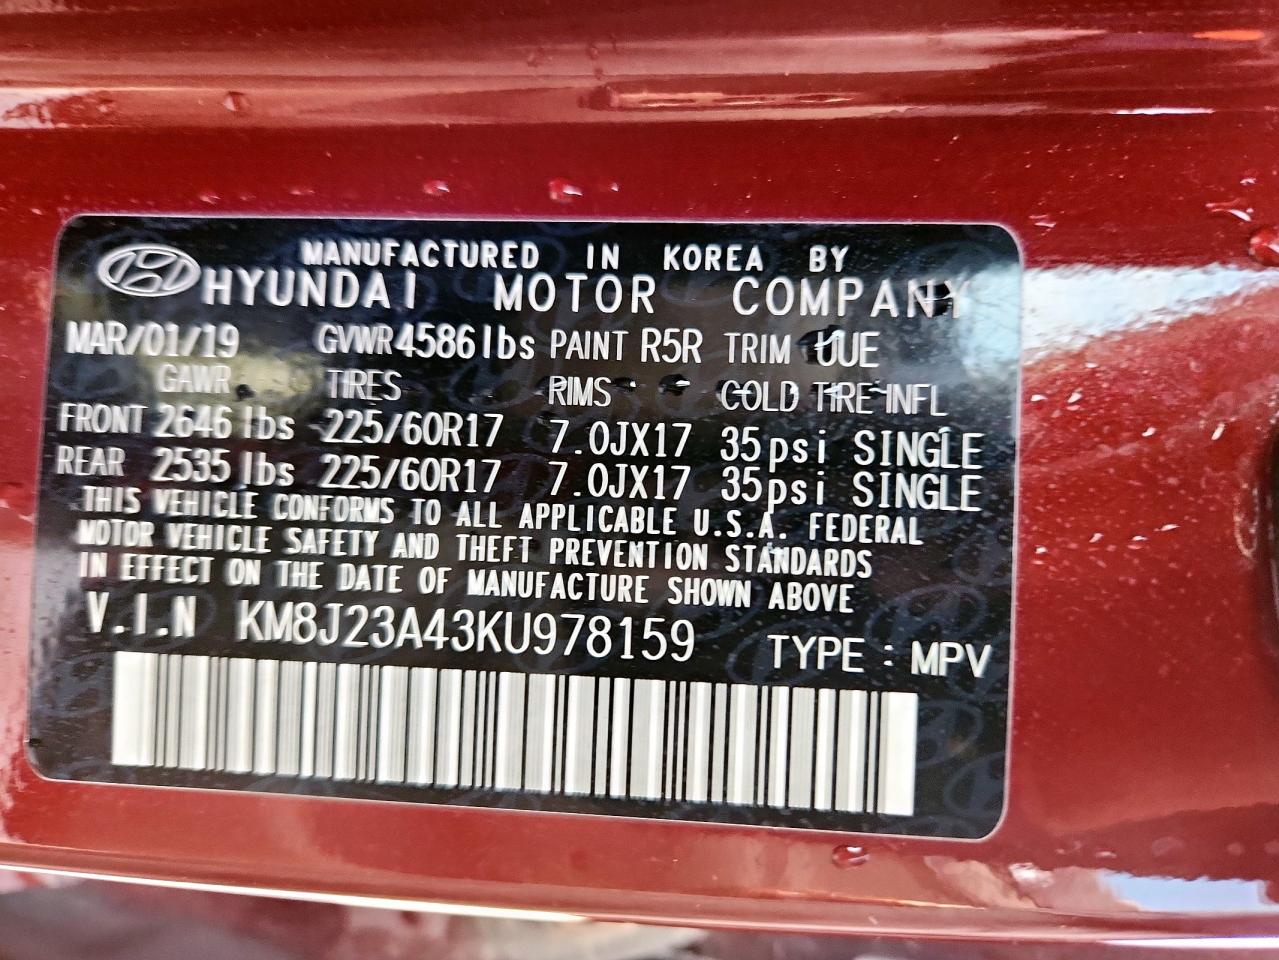 MANUFACTURED IN KOREA BY
HYUNDAI MOTOR COMPANY
MAR/01/19 GVWR 4586 lbs PAINT R5R TRIM UUE
GAWR TIRES RIMS COLD TIRE INFL
FRONT 2646 lbs 225/60R17 7.0JX17 35psi SINGLE
REAR 2535 lbs 225/60R17 7.0JX17 35psi SINGLE
THIS VEHICLE CONFORMS TO ALL APPLICABLE U.S.A. FEDERAL
MOTOR VEHICLE SAFETY AND THEFT PREVENTION STANDARDS
IN EFFECT ON THE DATE OF MANUFACTURE SHOWN ABOVE
V.I.N KM8J23A43KU978159 TYPE : MPV